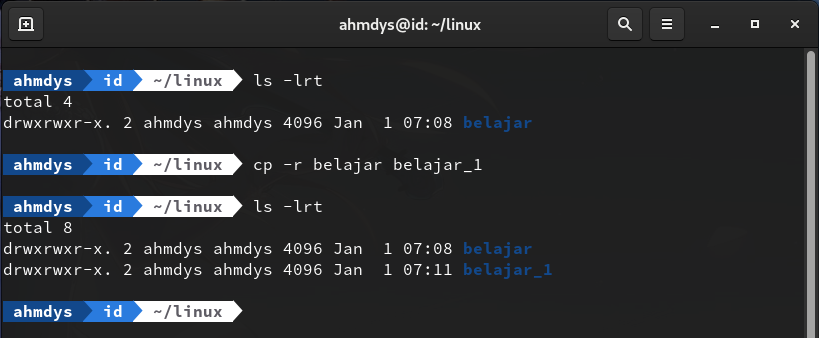 ahmdys@id: ~/linux
ahmdys id ~/linux ls -lrt
total 4
drwxrwxr-x. 2 ahmdys ahmdys 4096 Jan  1 07:08 belajar
ahmdys id ~/linux cp -r belajar belajar_1
ahmdys id ~/linux ls -lrt
total 8
drwxrwxr-x. 2 ahmdys ahmdys 4096 Jan  1 07:08 belajar
drwxrwxr-x. 2 ahmdys ahmdys 4096 Jan  1 07:11 belajar_1
ahmdys id ~/linux